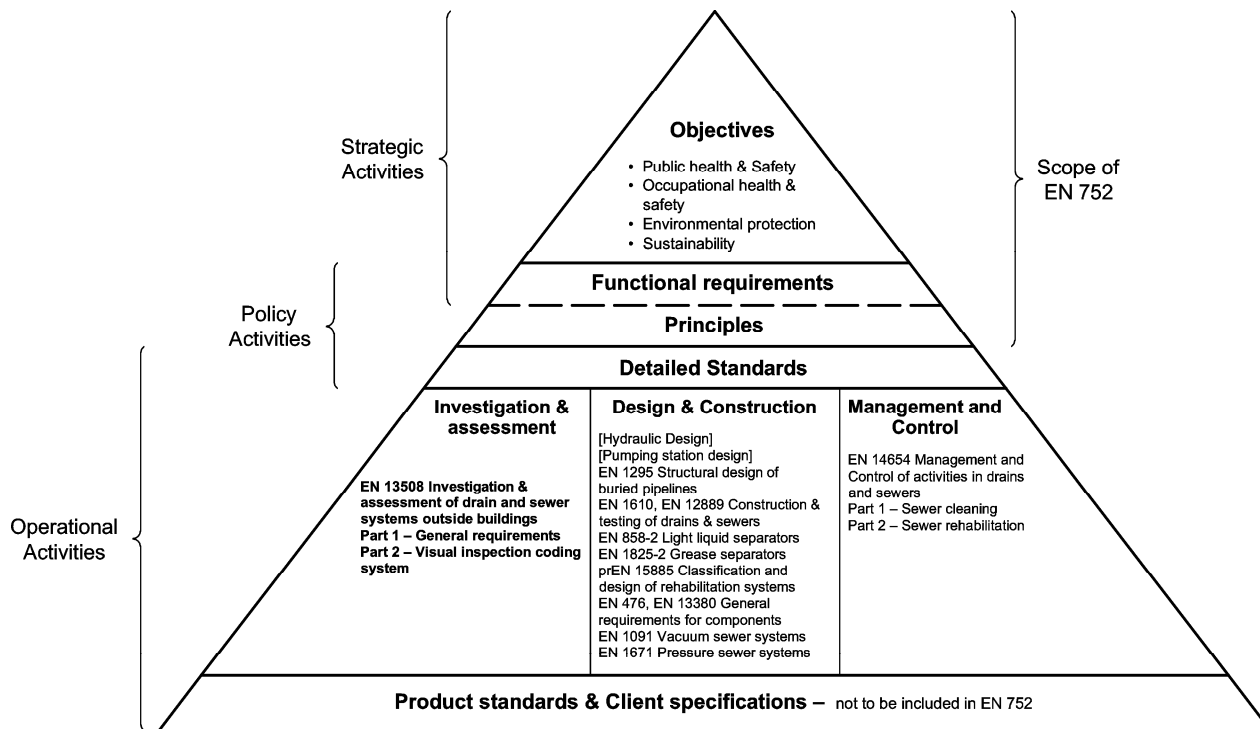 Objectives
• Public health & Safety
• Occupational health &
safety
• Environmental protection
• Sustainability
Strategic
Activities
Scope of
EN 752
Functional requirements
Policy
Activities
Principles
Detailed Standards
Investigation &
assessment
EN 13508 Investigation &
assessment of drain and sewer
systems outside buildings
Part 1 – General requirements
Part 2 – Visual inspection coding
system
Design & Construction
[Hydraulic Design]
[Pumping station design]
EN 1295 Structural design of
buried pipelines
EN 1610, EN 12889 Construction &
testing of drains & sewers
EN 858-2 Light liquid separators
EN 1825-2 Grease separators
prEN 15885 Classification and
design of rehabilitation systems
EN 476, EN 13380 General
requirements for components
EN 1091 Vacuum sewer systems
EN 1671 Pressure sewer systems
Management and
Control
EN 14654 Management and
Control of activities in drains
and sewers
Part 1 – Sewer cleaning
Part 2 – Sewer rehabilitation
Operational
Activities
Product standards & Client specifications – not to be included in EN 752